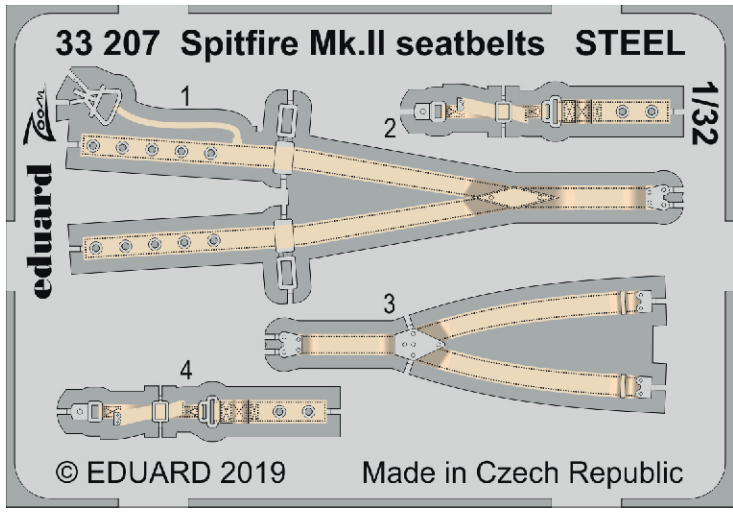 33 207 Spitfire Mk.II seatbelts STEEL
eduard Zoom
1/32
1
2
3
4
© EDUARD 2019 Made in Czech Republic